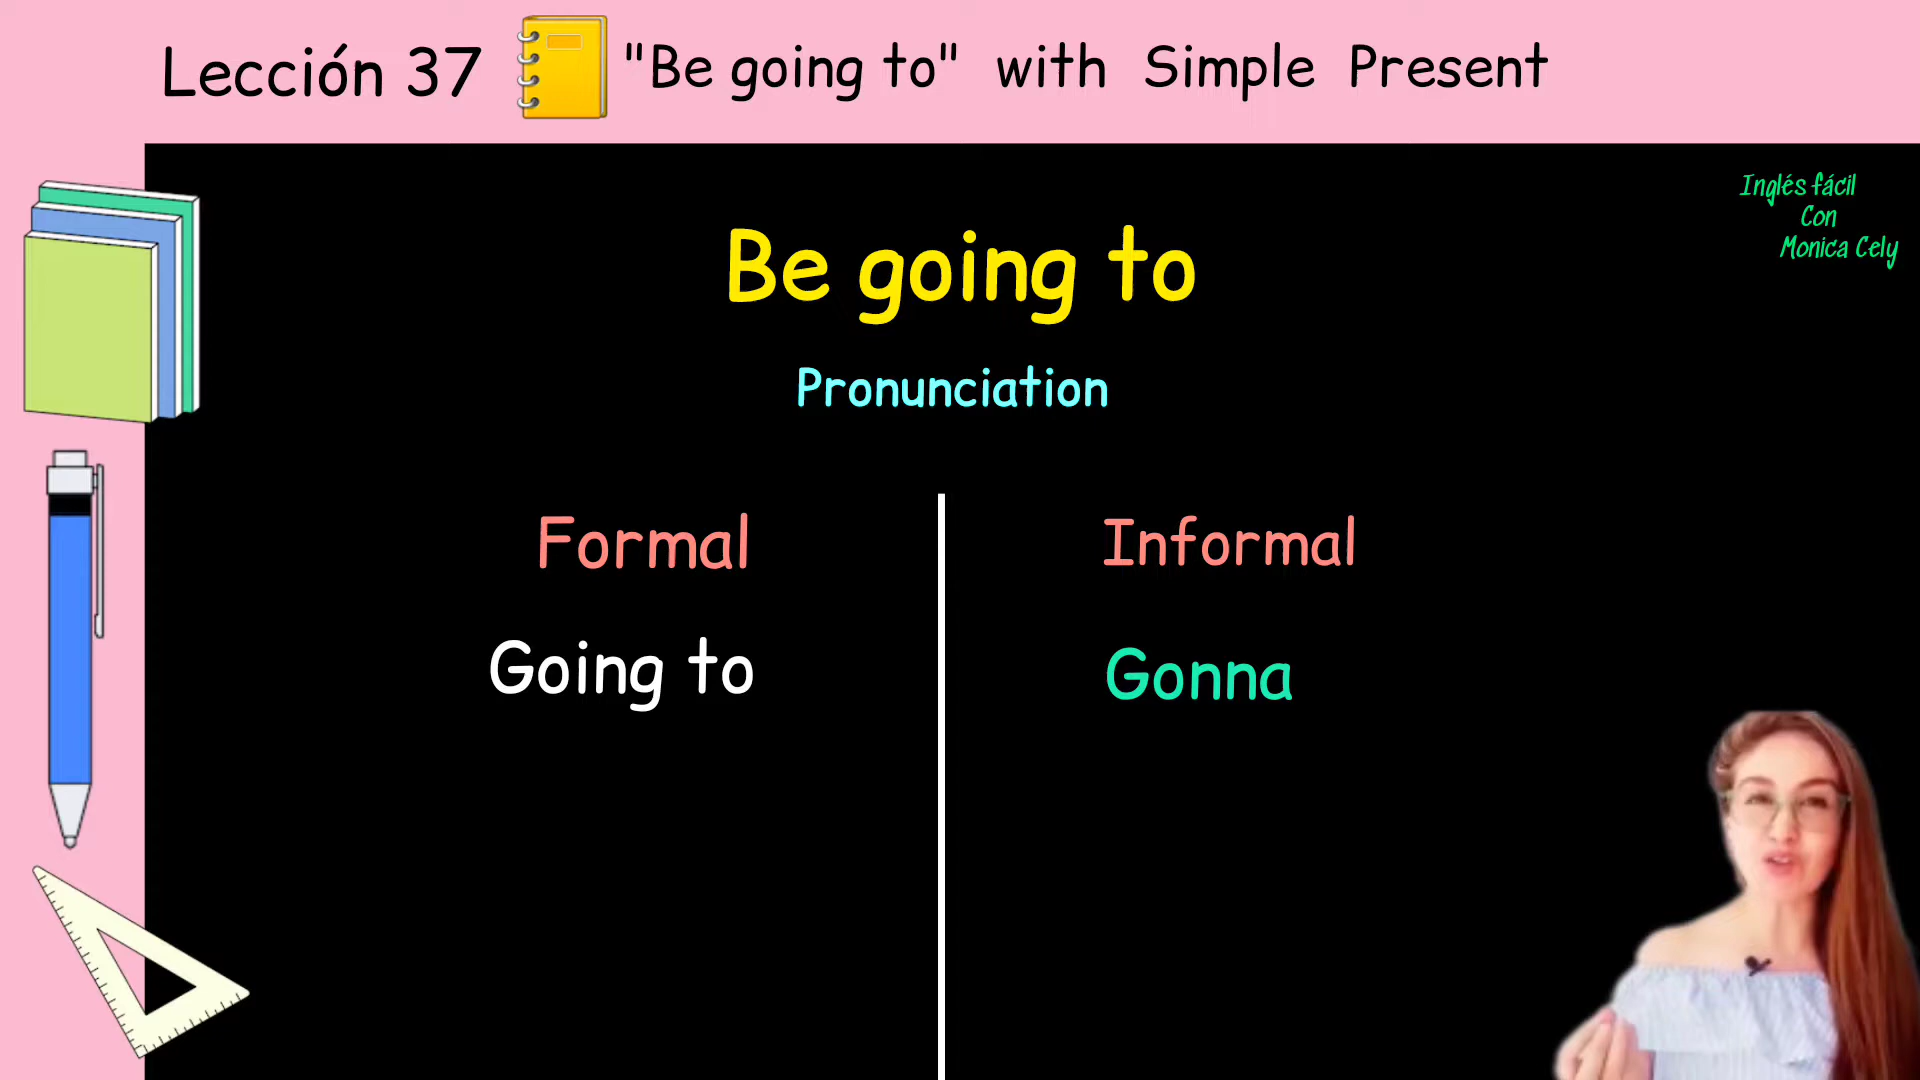 Lección 37 "Be going to" with Simple Present
Inglés fácil
Con
Monica Cely
Be going to
Pronunciation
Formal
Informal
Going to
Gonna